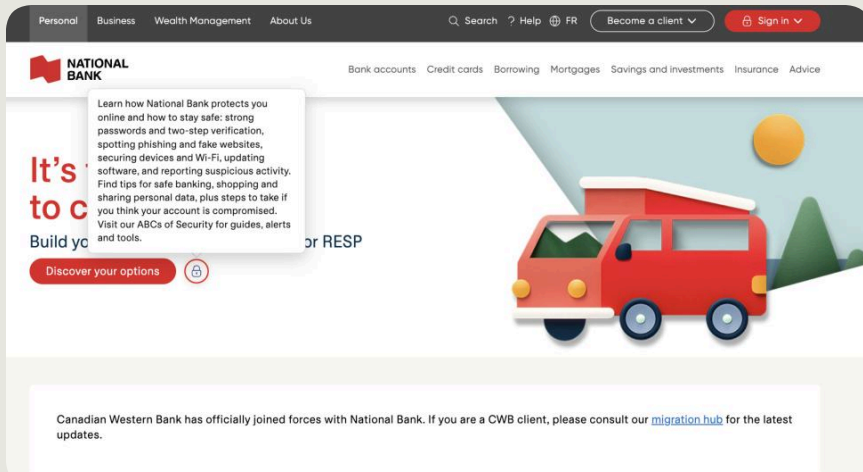 Personal Business Wealth Management About Us Search ? Help FR Become a client Sign in
NATIONAL
BANK
Bank accounts Credit cards Borrowing Mortgages Savings and investments Insurance Advice
Learn how National Bank protects you
online and how to stay safe: strong
passwords and two-step verification,
spotting phishing and fake websites,
securing devices and Wi-Fi, updating
software, and reporting suspicious activity.
Find tips for safe banking, shopping and
sharing personal data, plus steps to take if
you think your account is compromised.
Visit our ABCs of Security for guides, alerts
and tools.
It's
to
Build or RESP
Discover your options
Canadian Western Bank has officially joined forces with National Bank. If you are a CWB client, please consult our migration hub for the latest
updates.